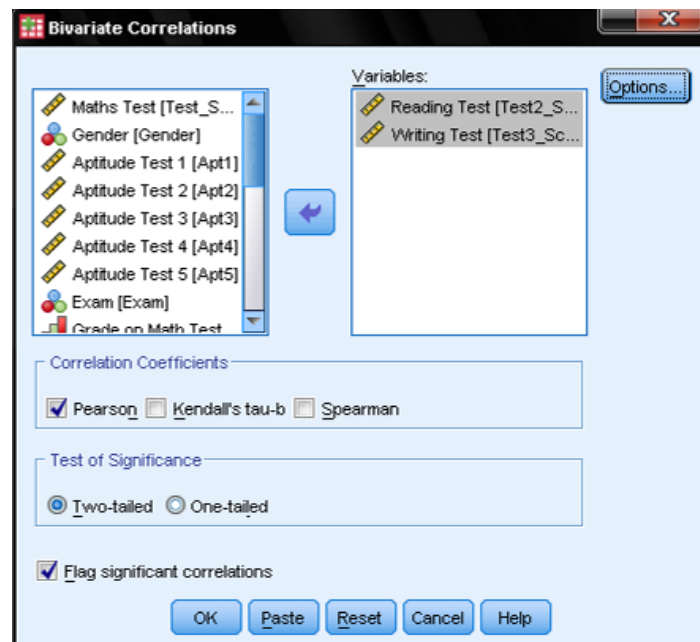 Bivariate Correlations
Variables:
Maths Test [Test_S...
Gender [Gender]
Aptitude Test 1 [Apt1]
Aptitude Test 2 [Apt2]
Aptitude Test 3 [Apt3]
Aptitude Test 4 [Apt4]
Aptitude Test 5 [Apt5]
Exam [Exam]
Grade on Math Test
Reading Test [Test2_S...
Writing Test [Test3_Sc...
Options...
Correlation Coefficients
Pearson Kendall's tau-b Spearman
Test of Significance
Two-tailed One-tailed
Flag significant correlations
OK Paste Reset Cancel Help